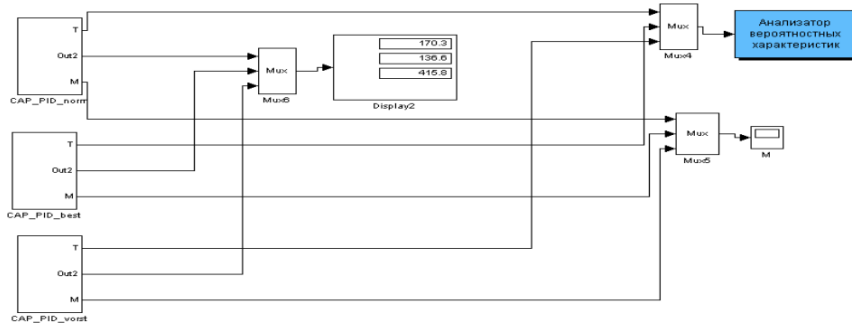 T
Out2
M
CAP_PID_norm
Mux
Mux6
170.3
136.6
415.8
Display2
Mux
Mux4
Анализатор
вероятностных
характеристик
T
Out2
M
CAP_PID_best
Mux
Mux5
M
T
Out2
M
CAP_PID_vorst